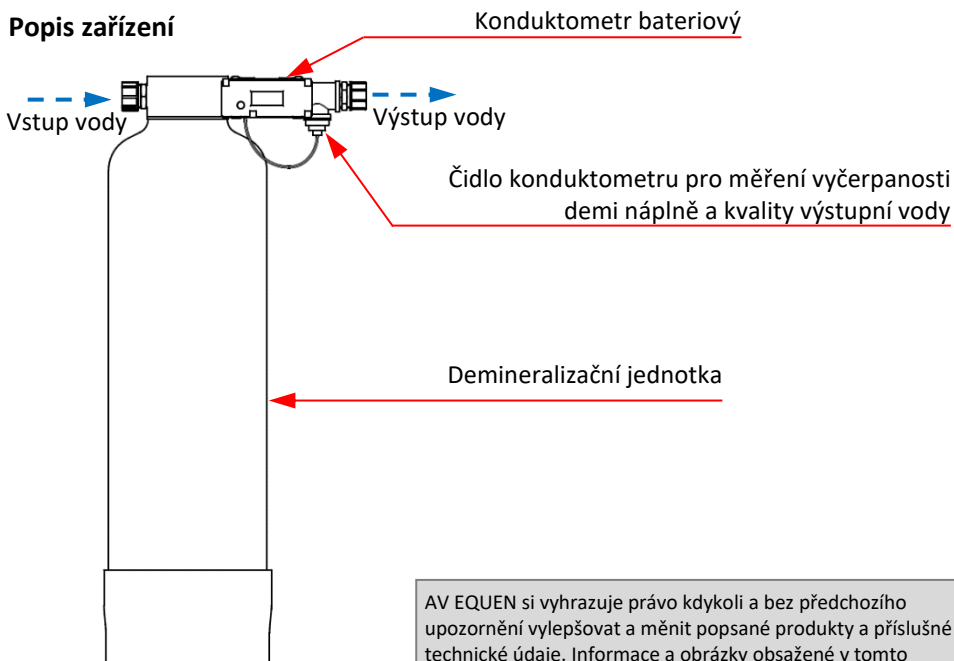 Popis zařízení
Konduktometr bateriový
Vstup vody
Výstup vody
Čidlo konduktometru pro měření vyčerpanosti
demi náplně a kvality výstupní vody
Demineralizační jednotka
AV EQUEN si vyhrazuje právo kdykoli a bez předchozího
upozornění vylepšovat a měnit popsané produkty a příslušné
technické údaje. Informace a obrázky obsažené v tomto